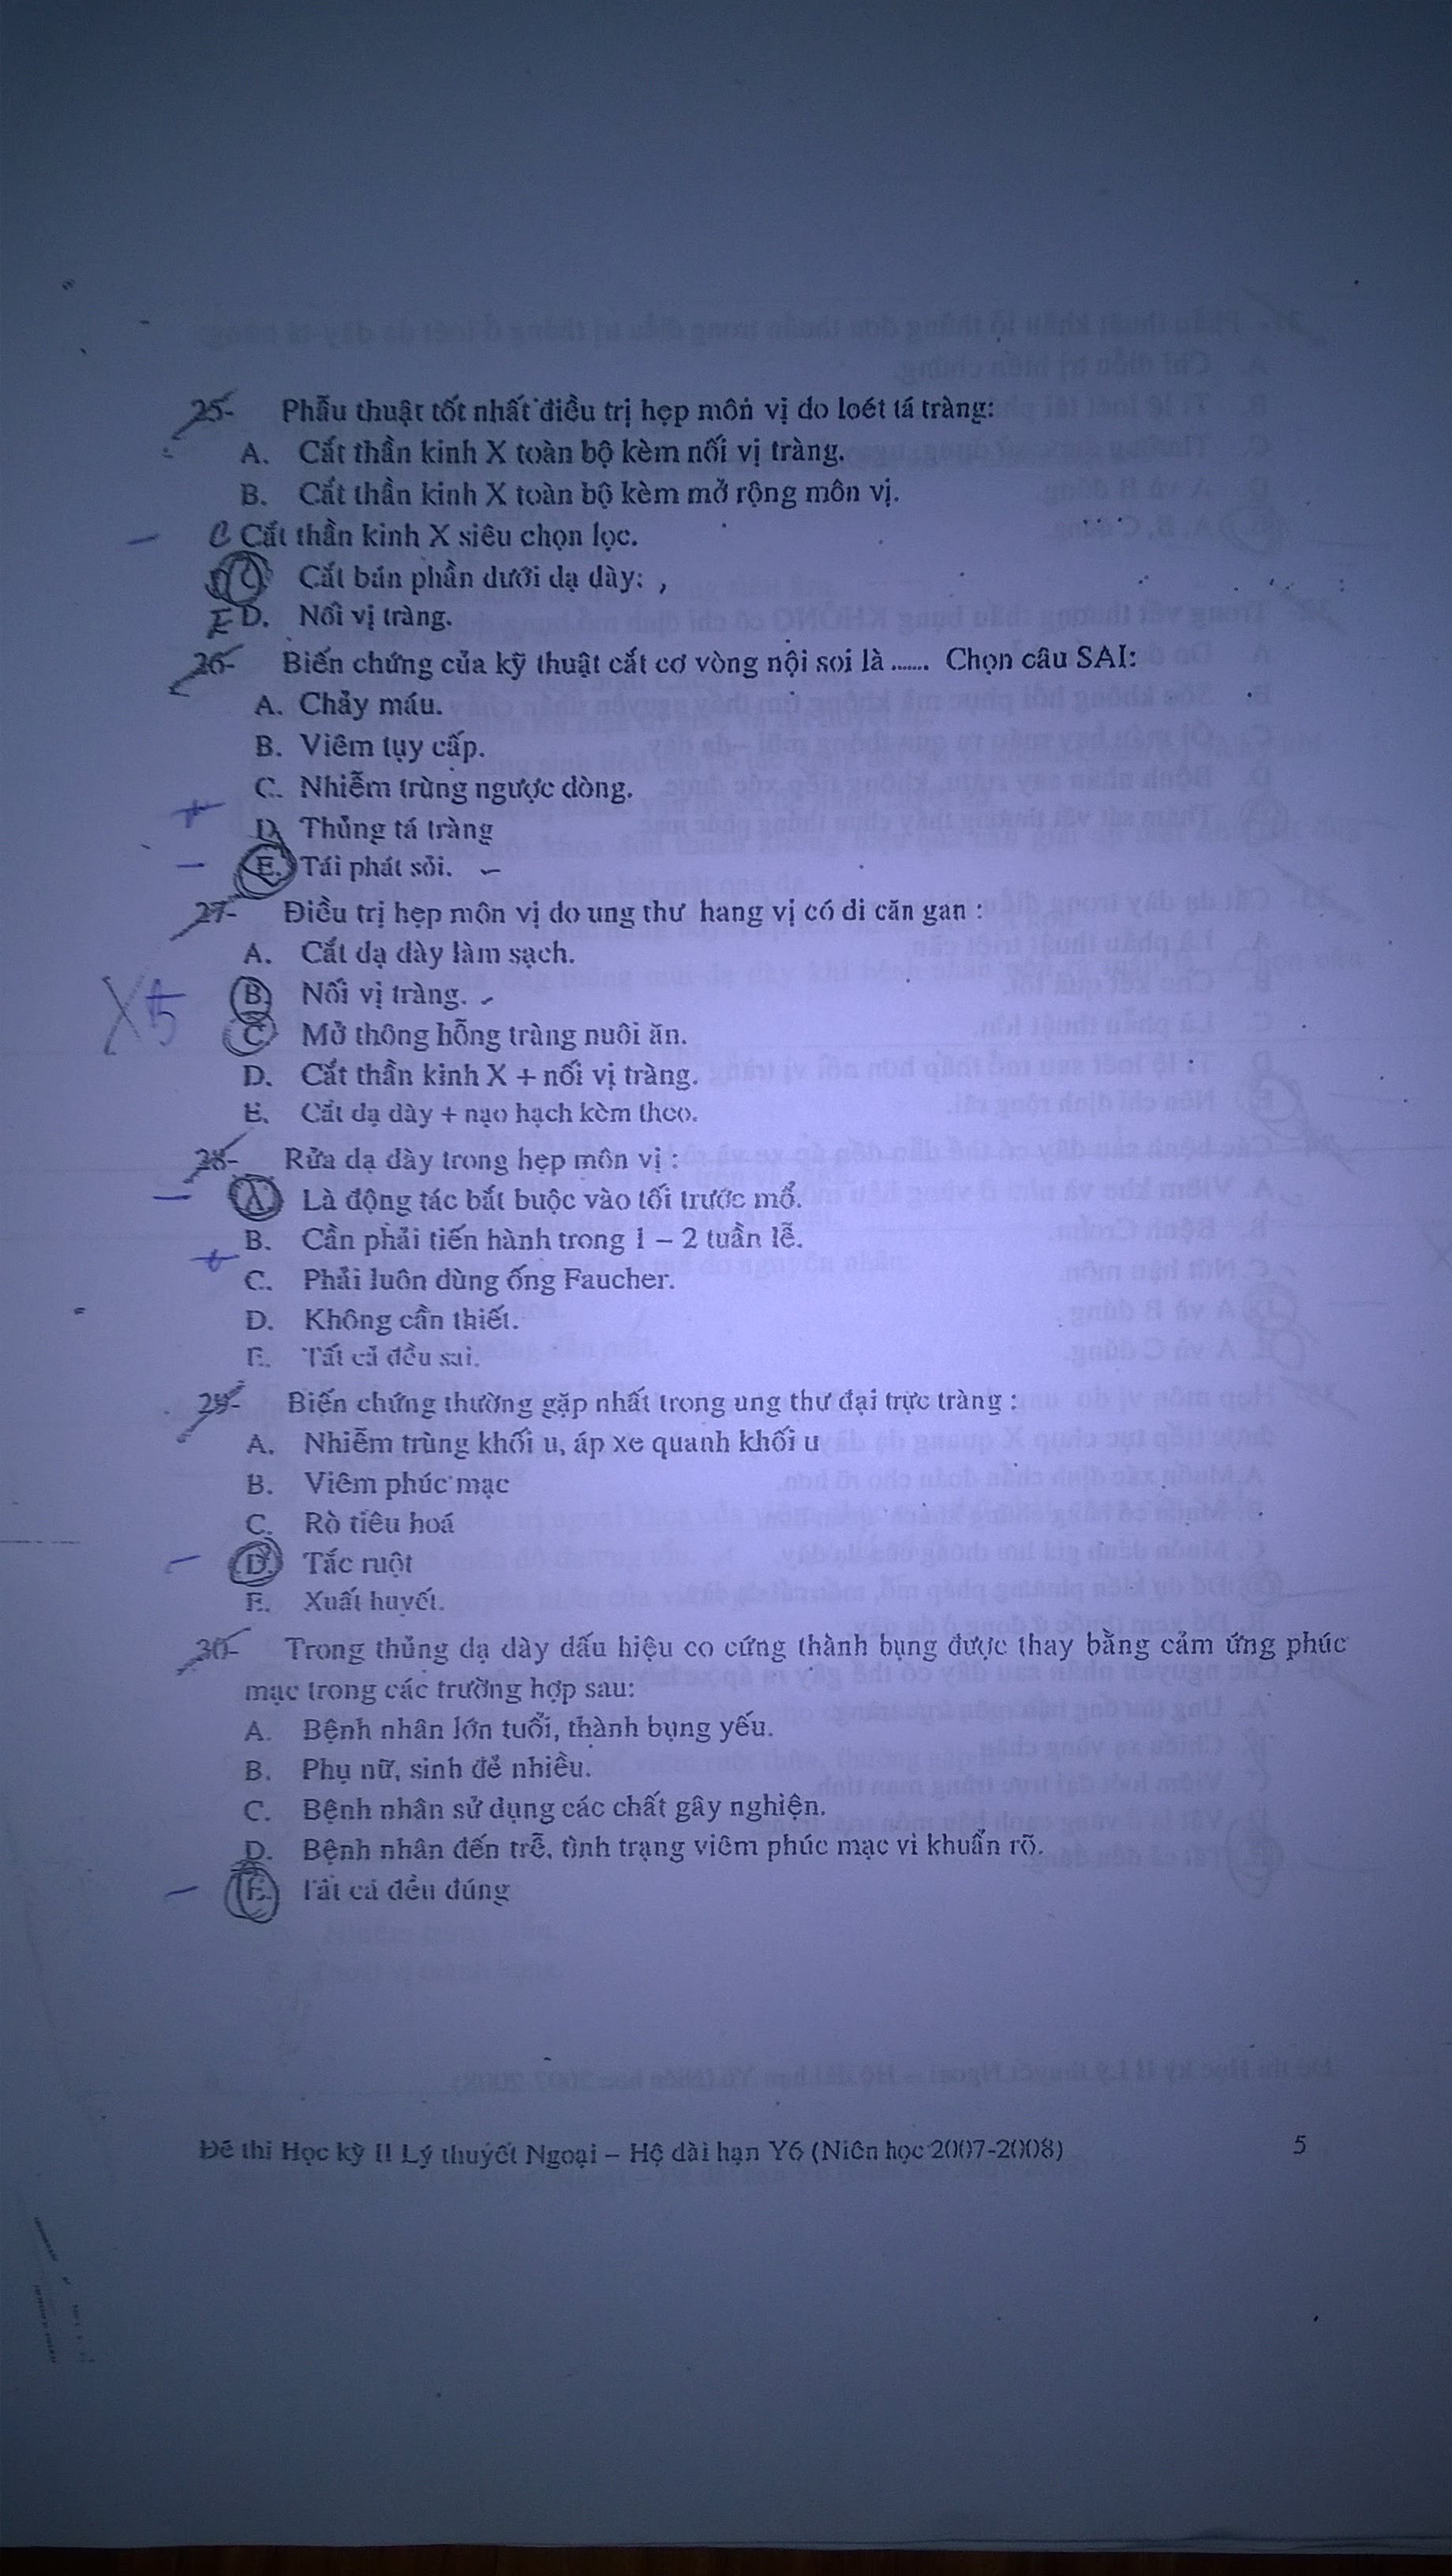 25- Phẫu thuật tốt nhất điều trị hẹp môn vị do loét tá tràng:
A. Cắt thần kinh X toàn bộ kèm nối vị tràng.
B. Cắt thần kinh X toàn bộ kèm mở rộng môn vị.
C Cắt thần kinh X siêu chọn lọc.
Cắt bán phần dưới dạ dày:
E D. Nối vị tràng.
26- Biến chứng của kỹ thuật cắt cơ vòng nội soi là ...... Chọn câu SAI:
A. Chảy máu.
B. Viêm tụy cấp.
C. Nhiễm trùng ngược dòng.
D. Thủng tá tràng
E. Tái phát sỏi.
27- Điều trị hẹp môn vị do ung thư hang vị có di căn gan :
A. Cắt dạ dày làm sạch.
B. Nối vị tràng.
C. Mở thông hỗng tràng nuôi ăn.
D. Cắt thần kinh X + nối vị tràng.
E. Cắt dạ dày + nạo hạch kèm theo.
28- Rửa dạ dày trong hẹp môn vị :
A. Là động tác bắt buộc vào tối trước mổ.
B. Cần phải tiến hành trong 1 – 2 tuần lễ.
C. Phải luôn dùng ống Faucher.
D. Không cần thiết.
E. Tất cả đều sai.
29- Biến chứng thường gặp nhất trong ung thư đại trực tràng :
A. Nhiễm trùng khối u, áp xe quanh khối u
B. Viêm phúc mạc
C. Rò tiêu hoá
D. Tắc ruột
E. Xuất huyết.
30- Trong thủng dạ dày dấu hiệu co cứng thành bụng được thay bằng cảm ứng phúc
mạc trong các trường hợp sau:
A. Bệnh nhân lớn tuổi, thành bụng yếu.
B. Phụ nữ, sinh đẻ nhiều.
C. Bệnh nhân sử dụng các chất gây nghiện.
D. Bệnh nhân đến trễ, tình trạng viêm phúc mạc vi khuẩn rõ.
E. Tất cả đều đúng
Đề thi Học kỳ II Lý thuyết Ngoại – Hệ dài hạn Y6 (Niên học 2007-2008) 5